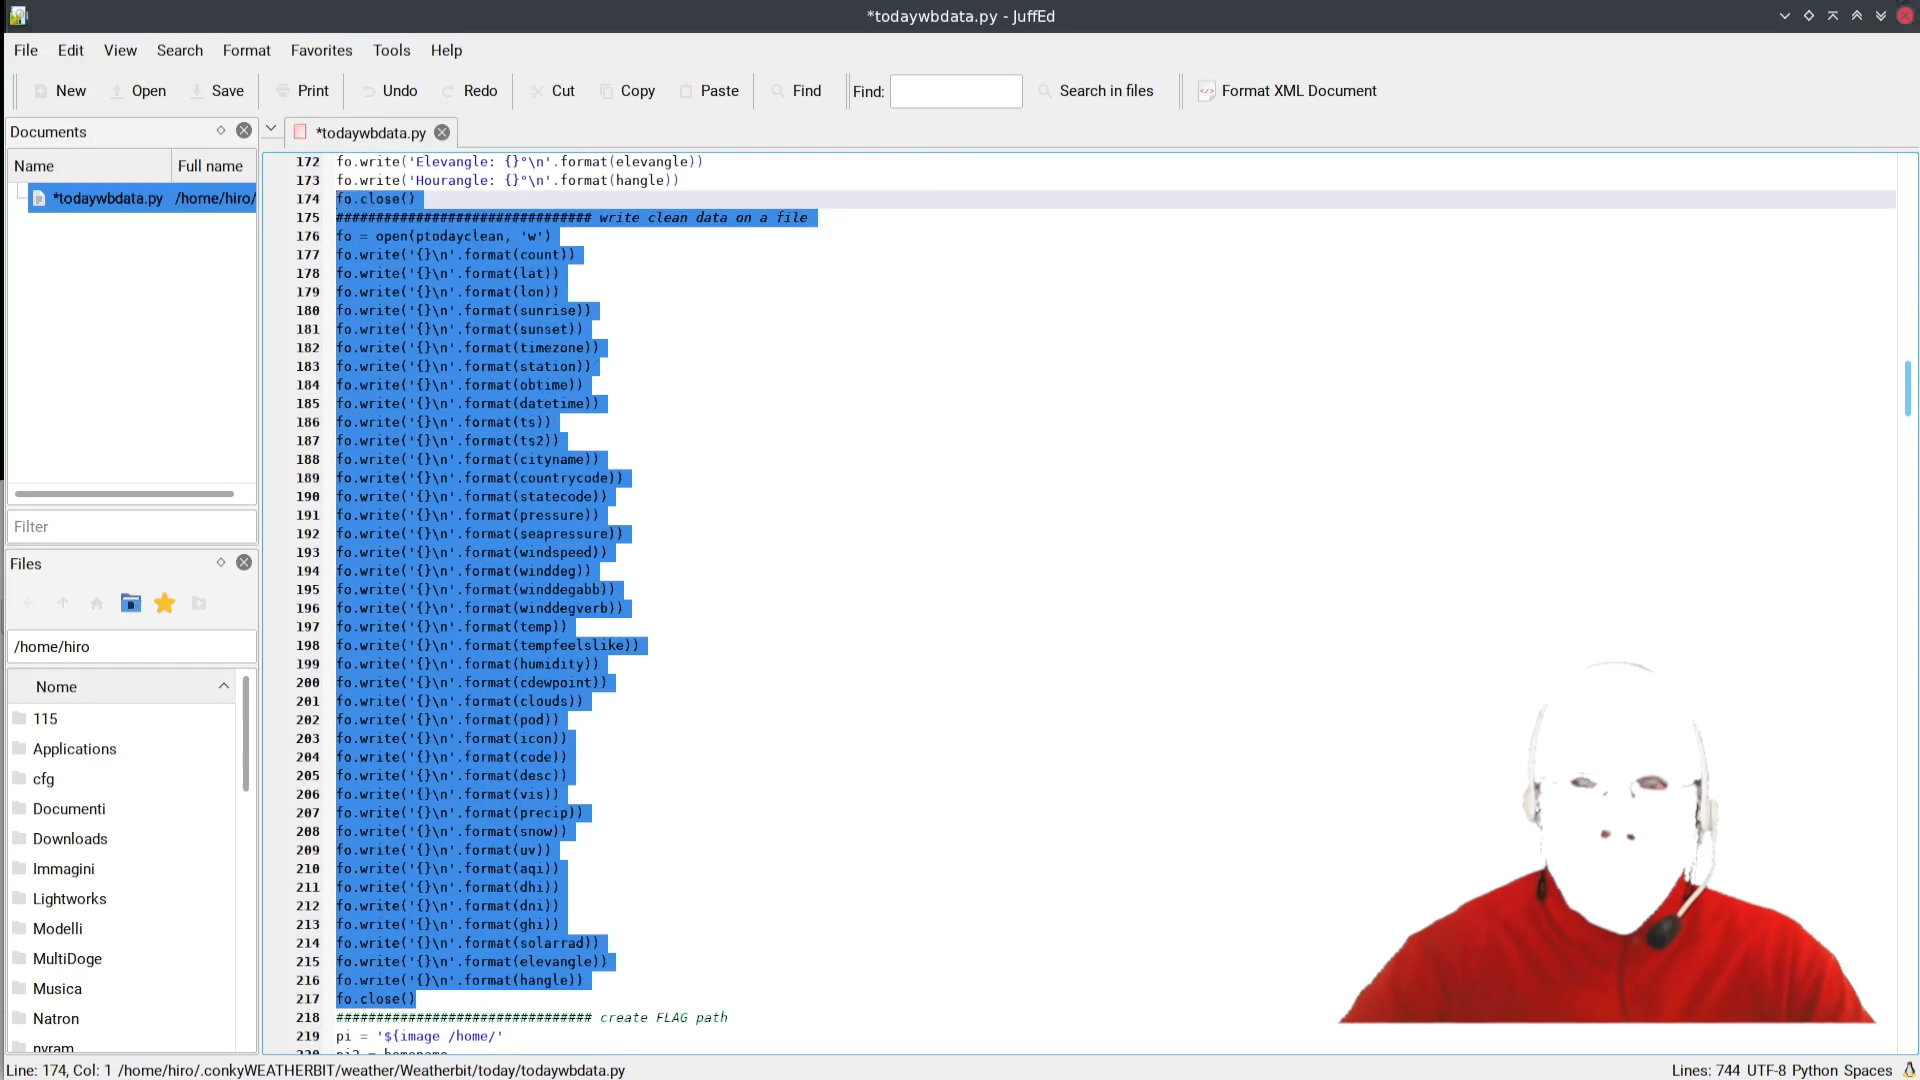 *todaywbdata.py - JuffEd
File Edit View Search Format Favorites Tools Help
New Open Save Print Undo Redo Cut Copy Paste Find Find: Search in files Format XML Document
Documents
*todaywbdata.py
Name Full name
*todaywbdata.py /home/hiro/
Filter
Files
/home/hiro
Nome
115
Applications
cfg
Documenti
Downloads
Immagini
Lightworks
Modelli
MultiDoge
Musica
Natron
nvram
172 fo.write('Elevangle: {}°\n'.format(elevangle))
173 fo.write('Hourangle: {}°\n'.format(hangle))
174 fo.close()
175 ################################ write clean data on a file
176 fo = open(ptodayclean, 'w')
177 fo.write('{}\n'.format(count))
178 fo.write('{}\n'.format(lat))
179 fo.write('{}\n'.format(lon))
180 fo.write('{}\n'.format(sunrise))
181 fo.write('{}\n'.format(sunset))
182 fo.write('{}\n'.format(timezone))
183 fo.write('{}\n'.format(station))
184 fo.write('{}\n'.format(obtime))
185 fo.write('{}\n'.format(datetime))
186 fo.write('{}\n'.format(ts))
187 fo.write('{}\n'.format(ts2))
188 fo.write('{}\n'.format(cityname))
189 fo.write('{}\n'.format(countrycode))
190 fo.write('{}\n'.format(statecode))
191 fo.write('{}\n'.format(pressure))
192 fo.write('{}\n'.format(seapressure))
193 fo.write('{}\n'.format(windspeed))
194 fo.write('{}\n'.format(winddeg))
195 fo.write('{}\n'.format(winddegabb))
196 fo.write('{}\n'.format(winddegverb))
197 fo.write('{}\n'.format(temp))
198 fo.write('{}\n'.format(tempfeelslike))
199 fo.write('{}\n'.format(humidity))
200 fo.write('{}\n'.format(cdewpoint))
201 fo.write('{}\n'.format(clouds))
202 fo.write('{}\n'.format(pod))
203 fo.write('{}\n'.format(icon))
204 fo.write('{}\n'.format(code))
205 fo.write('{}\n'.format(desc))
206 fo.write('{}\n'.format(vis))
207 fo.write('{}\n'.format(precip))
208 fo.write('{}\n'.format(snow))
209 fo.write('{}\n'.format(uv))
210 fo.write('{}\n'.format(aqi))
211 fo.write('{}\n'.format(dhi))
212 fo.write('{}\n'.format(dni))
213 fo.write('{}\n'.format(ghi))
214 fo.write('{}\n'.format(solarrad))
215 fo.write('{}\n'.format(elevangle))
216 fo.write('{}\n'.format(hangle))
217 fo.close()
218 ################################ create FLAG path
219 pi = '${image /home/'
220 pi2 = homename
Line: 174, Col: 1 /home/hiro/.conkyWEATHERBIT/weather/Weatherbit/today/todaywbdata.py Lines: 744 UTF-8 Python Spaces